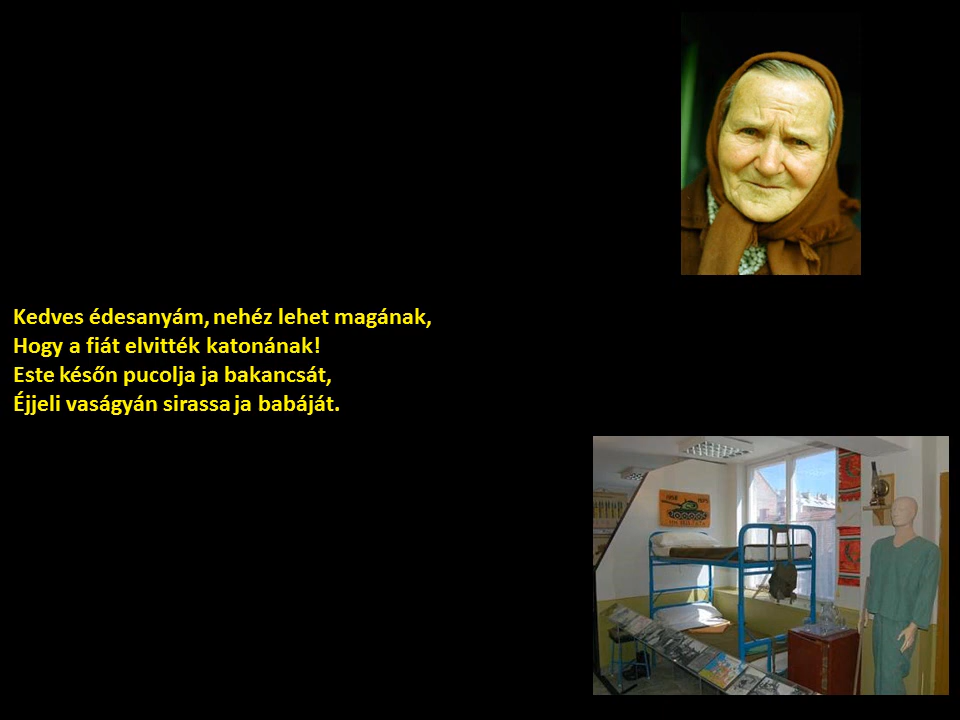 Kedves édesanyám, nehéz lehet magának,
Hogy a fiát elvitték katonának!
Este későn pucolja ja bakancsát,
Éjjeli vaságyán sirassa ja babáját.